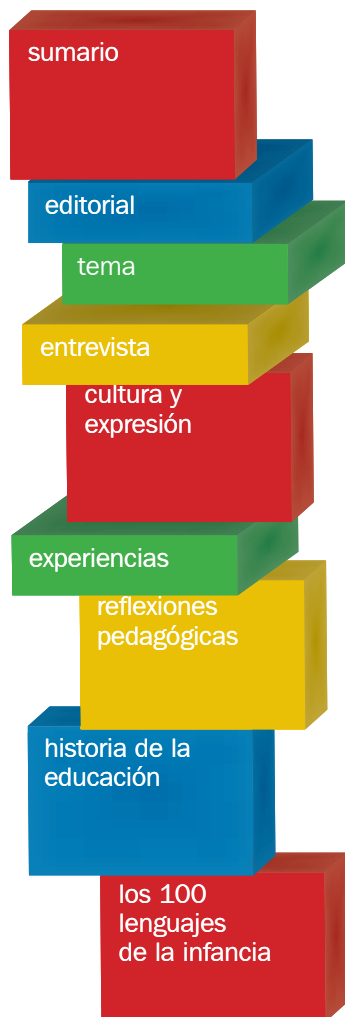 sumario
editorial
tema
entrevista
cultura y
expresión
experiencias
reflexiones
pedagógicas
historia de la
educación
los 100
lenguajes
de la infancia